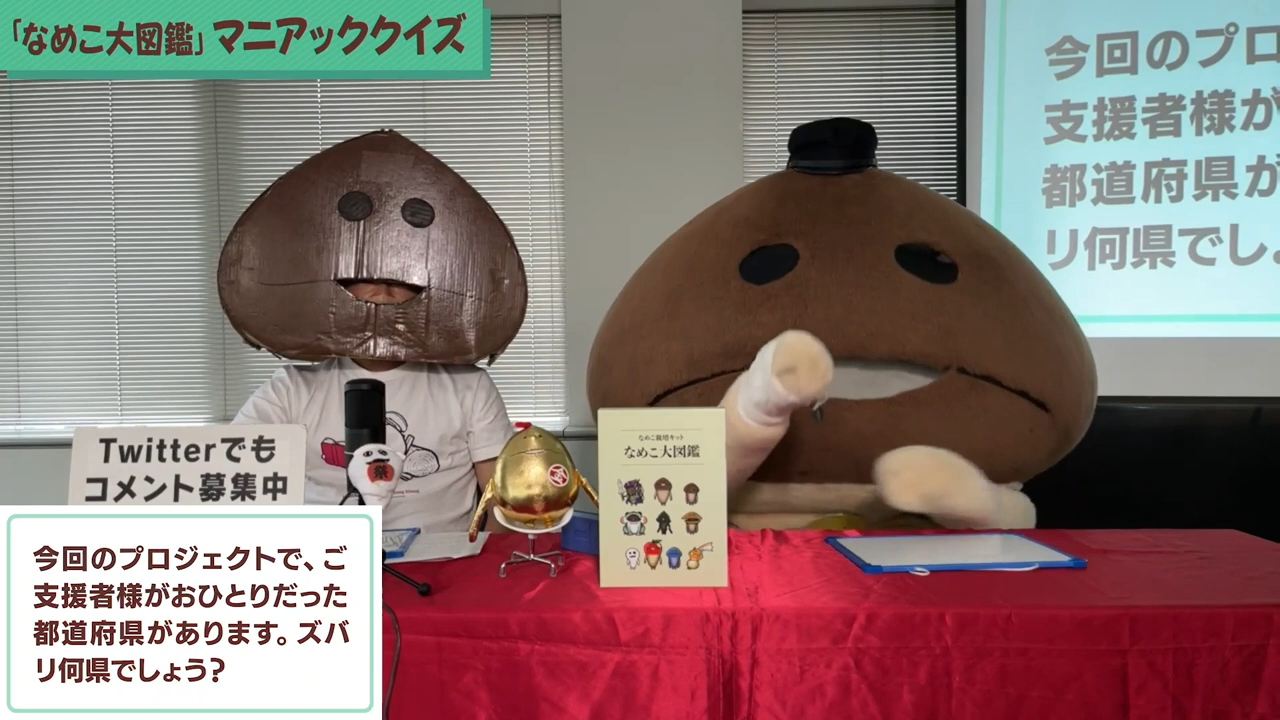 「なめこ大図鑑」マニアッククイズ
今回のプロ
支援者様が
都道府県が
リ何県でし
Twitterでも
コメント募集中
祭
なめこ栽培キット
なめこ大図鑑
今回のプロジェクトで、ご
支援者様がおひとりだった
都道府県があります。ズバ
リ何県でしょう？